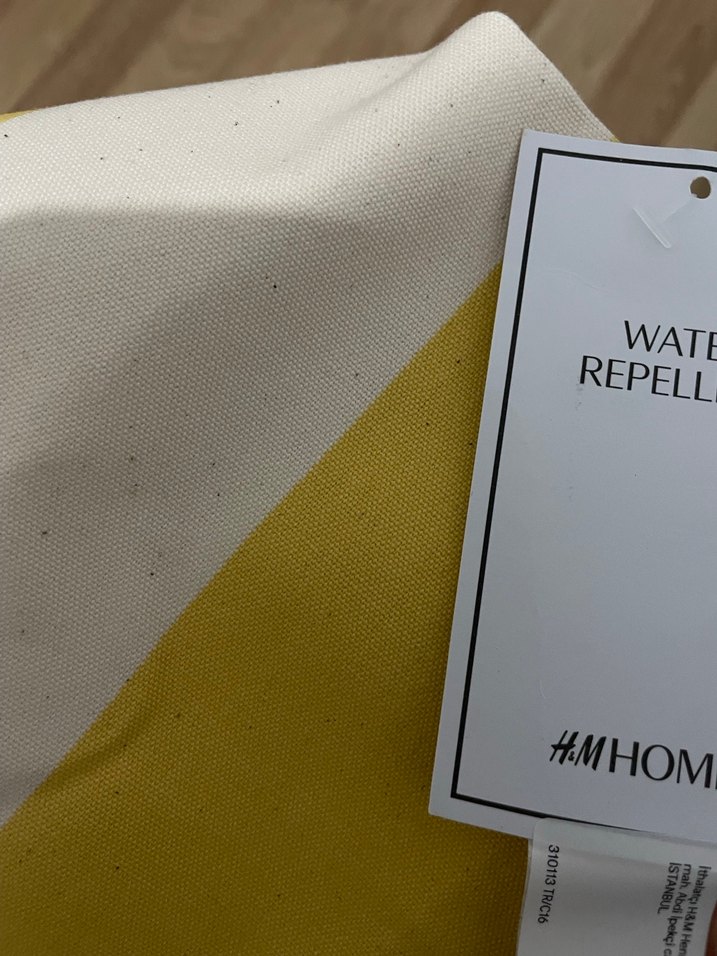 WATE
REPELL
H&M HOM
310113 TR/C16
İthalatçı H&M Hen
mah. Abdi İpekçi c
İSTANBUL